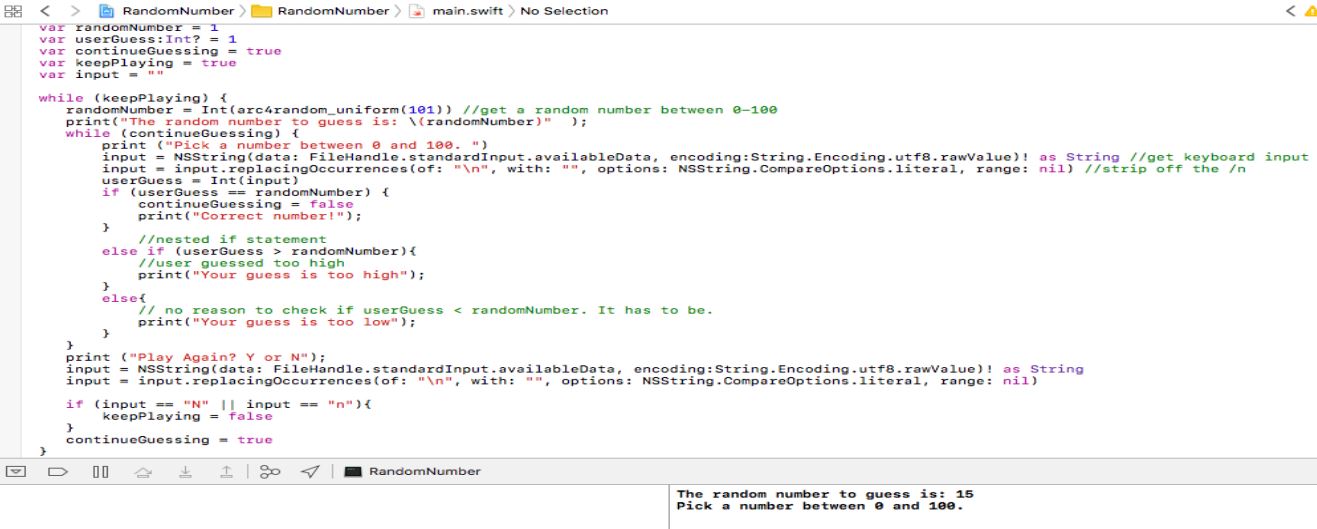 RandomNumber RandomNumber main.swift No Selection
var randomNumber = 1
var userGuess:Int? = 1
var continueGuessing = true
var keepPlaying = true
var input = ""
while (keepPlaying) {
randomNumber = Int(arc4random_uniform(101)) //get a random number between 0-100
print("The random number to guess is: \(randomNumber)" );
while (continueGuessing) {
print ("Pick a number between 0 and 100. ")
input = NSString(data: FileHandle.standardInput.availableData, encoding:String.Encoding.utf8.rawValue)! as String //get keyboard input
input = input.replacingOccurrences(of: "\n", with: "", options: NSString.CompareOptions.literal, range: nil) //strip off the /n
userGuess = Int(input)
if (userGuess == randomNumber) {
continueGuessing = false
print("Correct number!");
}
//nested if statement
else if (userGuess > randomNumber){
//user guessed too high
print("Your guess is too high");
}
else{
// no reason to check if userGuess < randomNumber. It has to be.
print("Your guess is too low");
}
}
print ("Play Again? Y or N");
input = NSString(data: FileHandle.standardInput.availableData, encoding:String.Encoding.utf8.rawValue)! as String
input = input.replacingOccurrences(of: "\n", with: "", options: NSString.CompareOptions.literal, range: nil)
if (input == "N" || input == "n"){
keepPlaying = false
}
continueGuessing = true
}
RandomNumber
The random number to guess is: 15
Pick a number between 0 and 100.